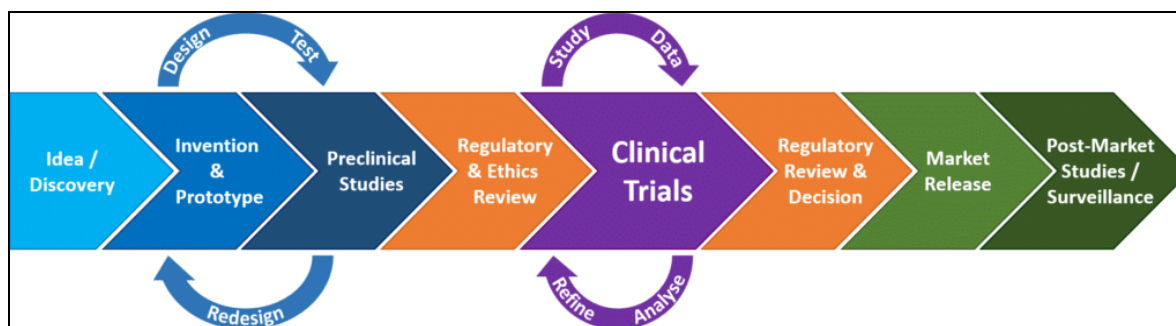 Design Test
Study Data
Idea /
Discovery
Invention
&
Prototype
Preclinical
Studies
Regulatory
& Ethics
Review
Clinical
Trials
Regulatory
Review &
Decision
Market
Release
Post-Market
Studies /
Surveillance
Redesign
Refine Analyse